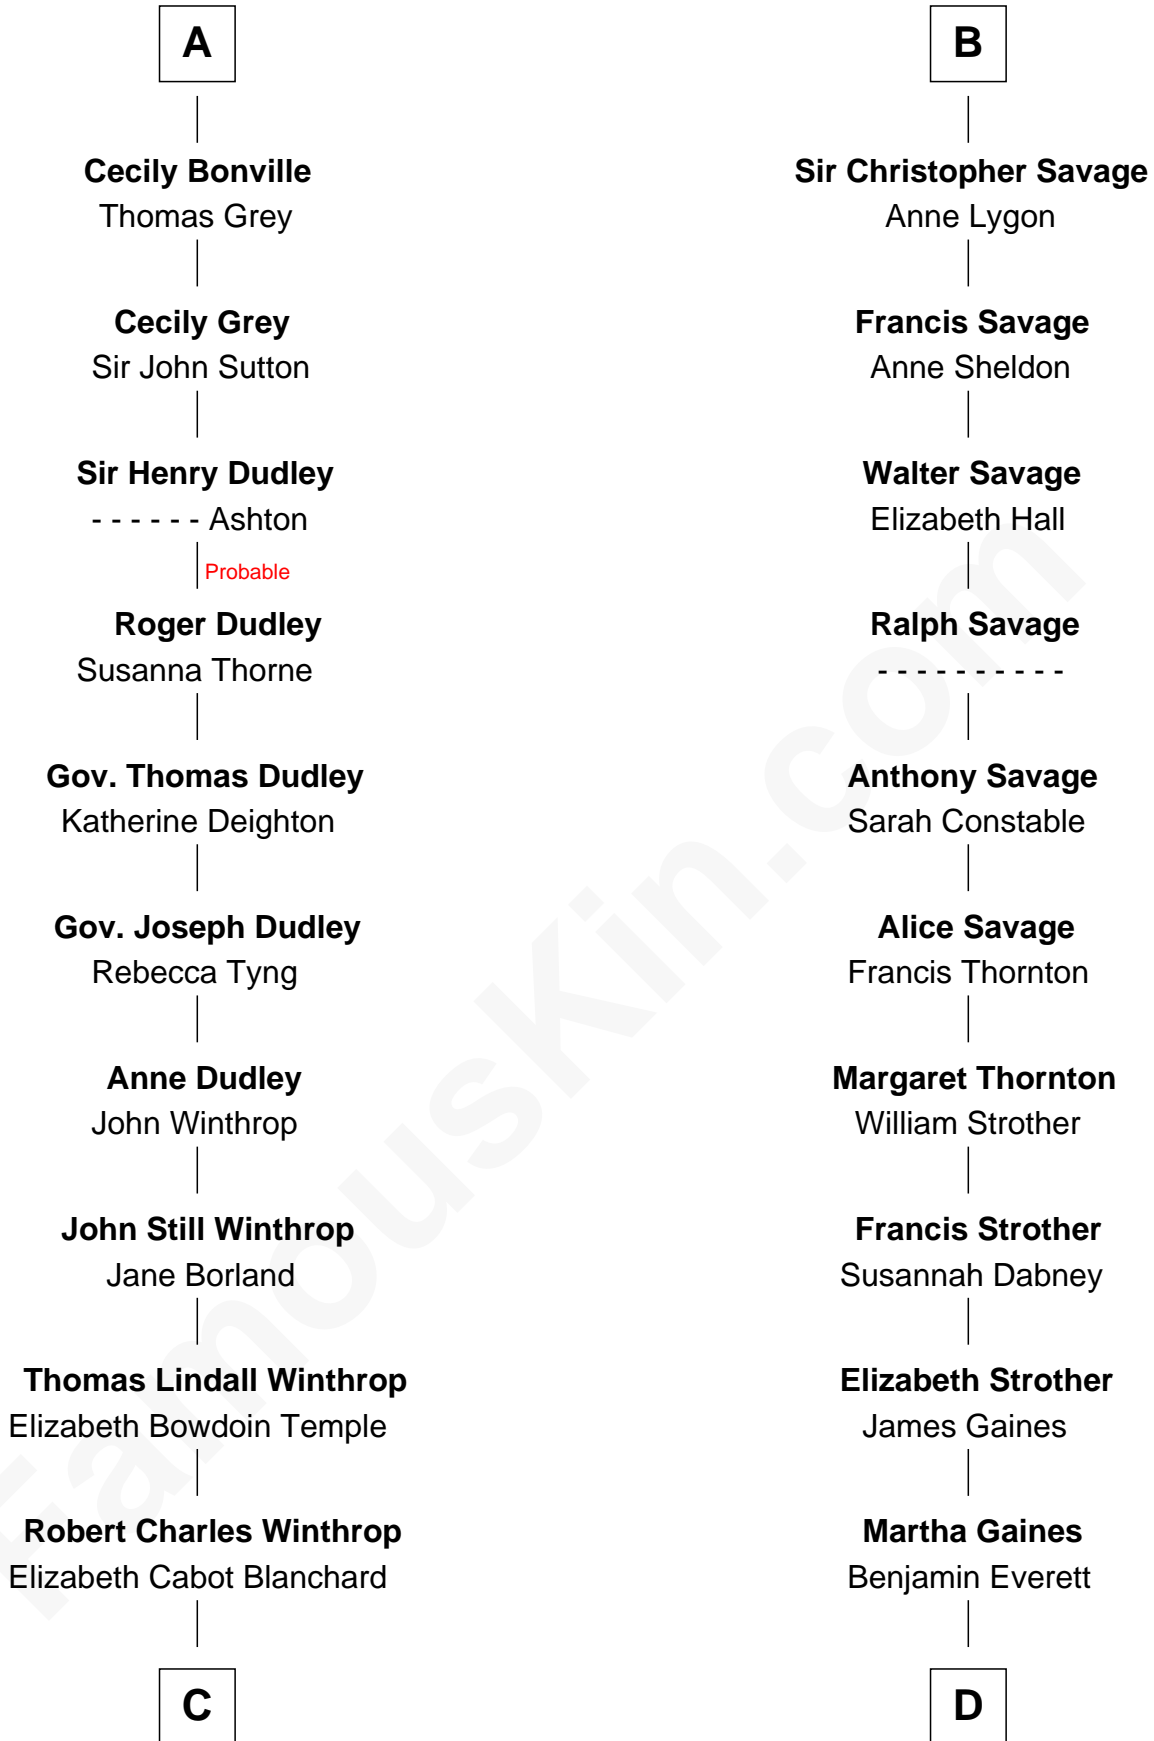 A
Cecily Bonville
Thomas Grey
Cecily Grey
Sir John Sutton
Sir Henry Dudley
- - - - - - Ashton
Probable
Roger Dudley
Susanna Thorne
Gov. Thomas Dudley
Katherine Deighton
Gov. Joseph Dudley
Rebecca Tyng
Anne Dudley
John Winthrop
John Still Winthrop
Jane Borland
Thomas Lindall Winthrop
Elizabeth Bowdoin Temple
Robert Charles Winthrop
Elizabeth Cabot Blanchard
C
B
Sir Christopher Savage
Anne Lygon
Francis Savage
Anne Sheldon
Walter Savage
Elizabeth Hall
Ralph Savage
- - - - - - - - - -
Anthony Savage
Sarah Constable
Alice Savage
Francis Thornton
Margaret Thornton
William Strother
Francis Strother
Susannah Dabney
Elizabeth Strother
James Gaines
Martha Gaines
Benjamin Everett
D
FamousKin.com